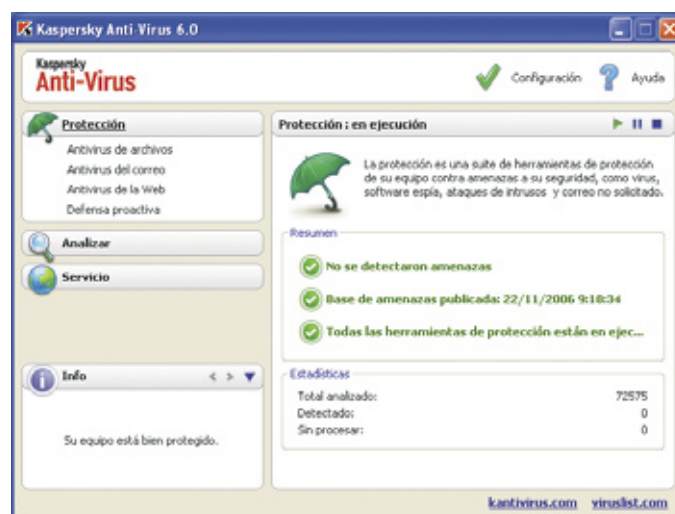 Kaspersky Anti-Virus 6.0
Kaspersky
Anti-Virus
Configuración
Ayuda
Protección
Antivirus de archivos
Antivirus del correo
Antivirus de la Web
Defensa proactiva
Analizar
Servicio
Info
Su equipo está bien protegido.
Protección : en ejecución
La protección es una suite de herramientas de protección
de su equipo contra amenazas a su seguridad, como virus,
software espía, ataques de intrusos y correo no solicitado.
Resumen
No se detectaron amenazas
Base de amenazas publicada: 22/11/2006 9:18:34
Todas las herramientas de protección están en ejec...
Estadísticas
Total analizado: 72575
Detectado: 0
Sin procesar: 0
kantivirus.com viruslist.com